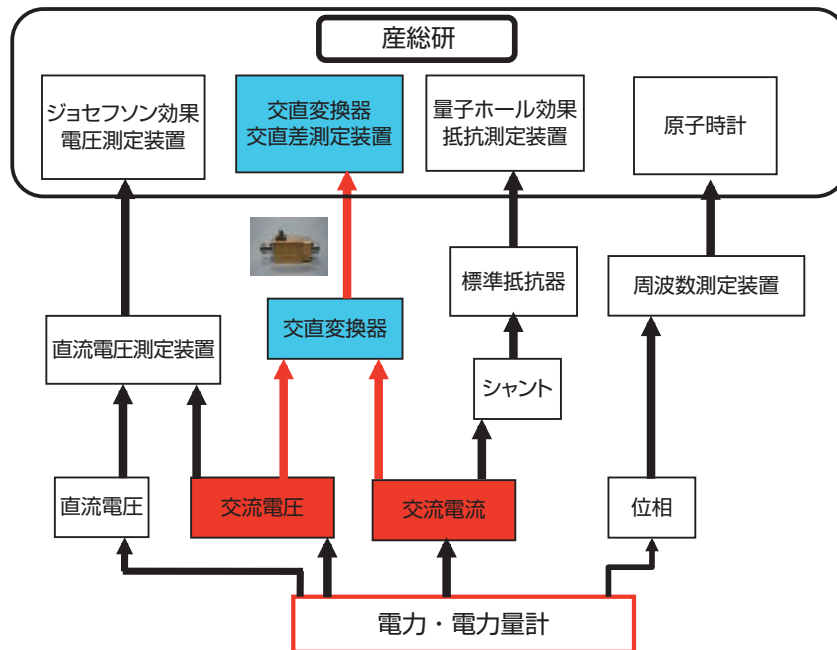 産総研
ジョセフソン効果
電圧測定装置
交直変換器
交直差測定装置
量子ホール効果
抵抗測定装置
原子時計
標準抵抗器
周波数測定装置
交直変換器
直流電圧測定装置
シャント
直流電圧
交流電圧
交流電流
位相
電力・電力量計